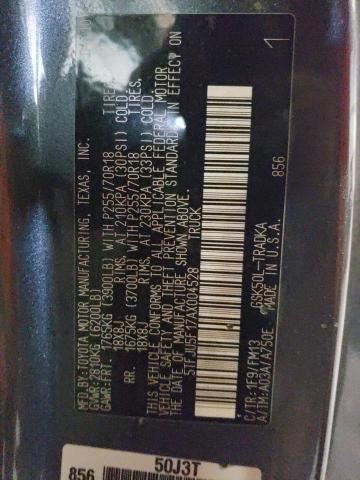 MFD BY: TOYOTA MOTOR MANUFACTURING, TEXAS, INC.
GVWR: 2810KG (6200LB)
GAWR: FRT. 1765KG (3900LB) WITH P255/70R18 TIRES,
18X8J RIMS, AT 210KPA (30PSI) COLD.
RR. 1675KG (3700LB) WITH P255/70R18 TIRES,
18X8J RIMS, AT 230KPA (33PSI) COLD.
THIS VEHICLE CONFORMS TO ALL APPLICABLE FEDERAL MOTOR
VEHICLE SAFETY AND THEFT PREVENTION STANDARDS IN EFFECT ON
THE DATE OF MANUFACTURE SHOWN ABOVE.
TRUCK
856
C/TR: 1F9/FM13 GSK50L-TRADKA
A/TR: A03A/A750E MADE IN U.S.A.
1
856
50J3T